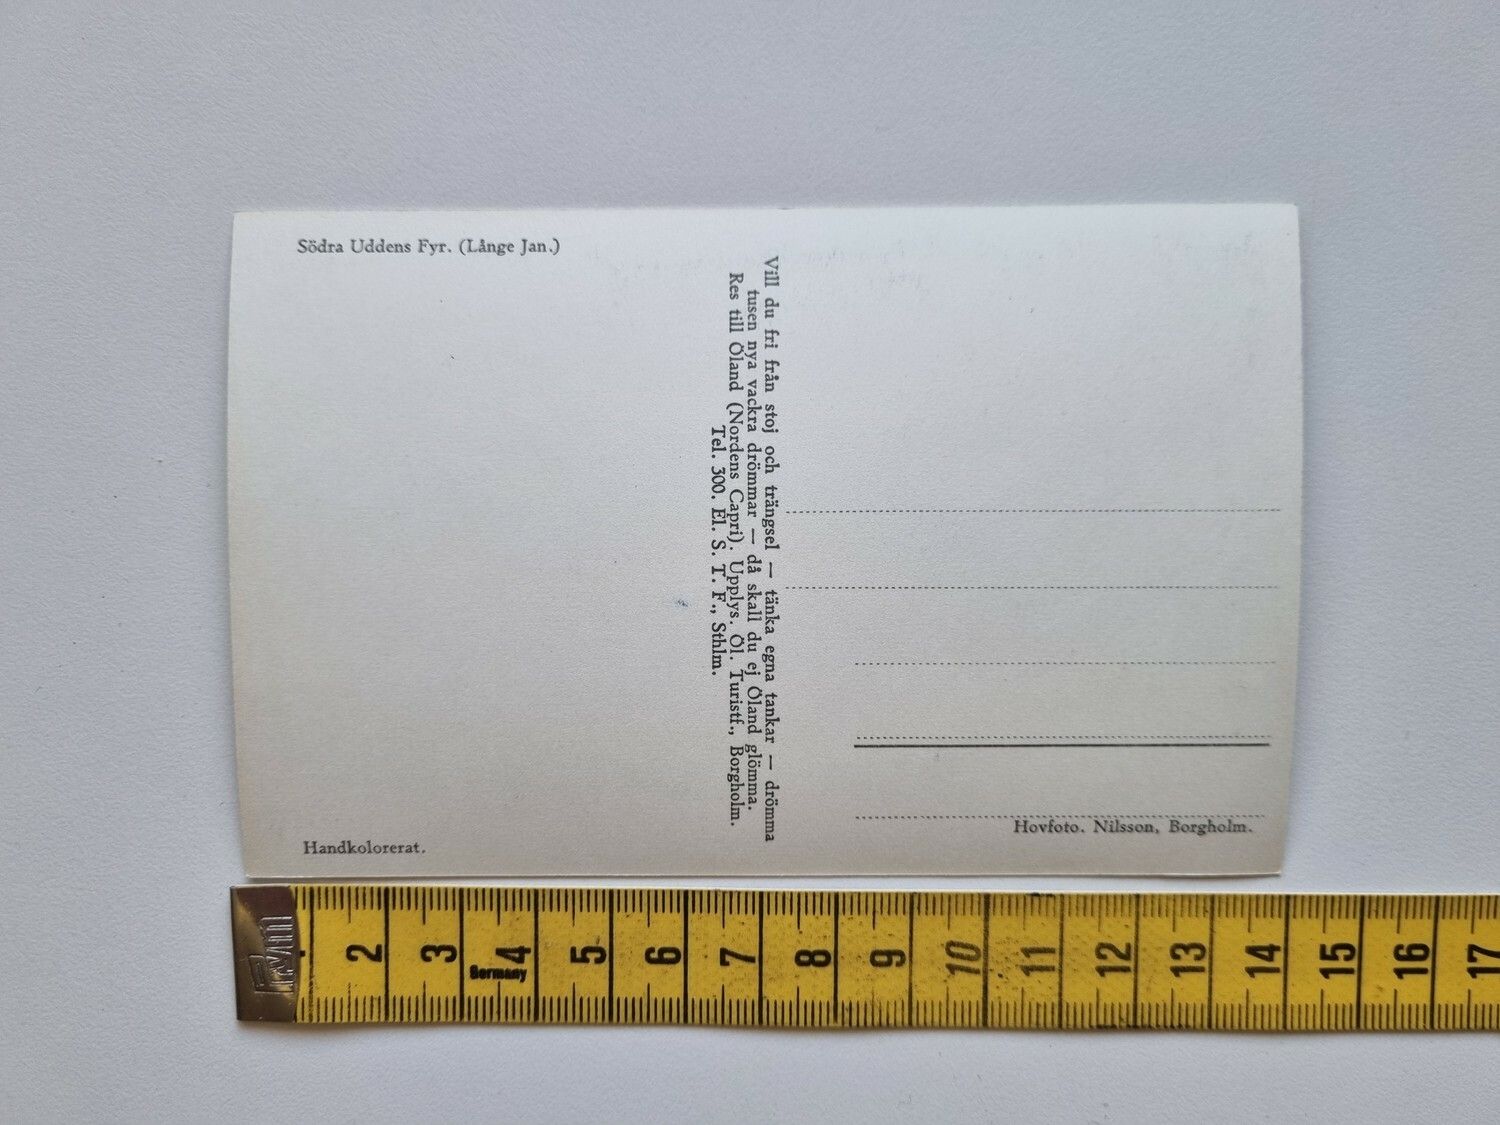 Södra Uddens Fyr. (Långe Jan.)
Vill du fri från stoj och trängsel — tänka egna tankar — drömma
tusen nya vackra drömmar — då skall du ej Öland glömma.
Res till Öland (Nordens Capri). Upplys. Öl. Turistf., Borgholm.
Tel. 300. El. S. T. F., Sthlm.
Hovfoto. Nilsson, Borgholm.
Handkolorerat.
Prym
2 3 4 5 6 7 8 9 10 11 12 13 14 15 16 17
Germany